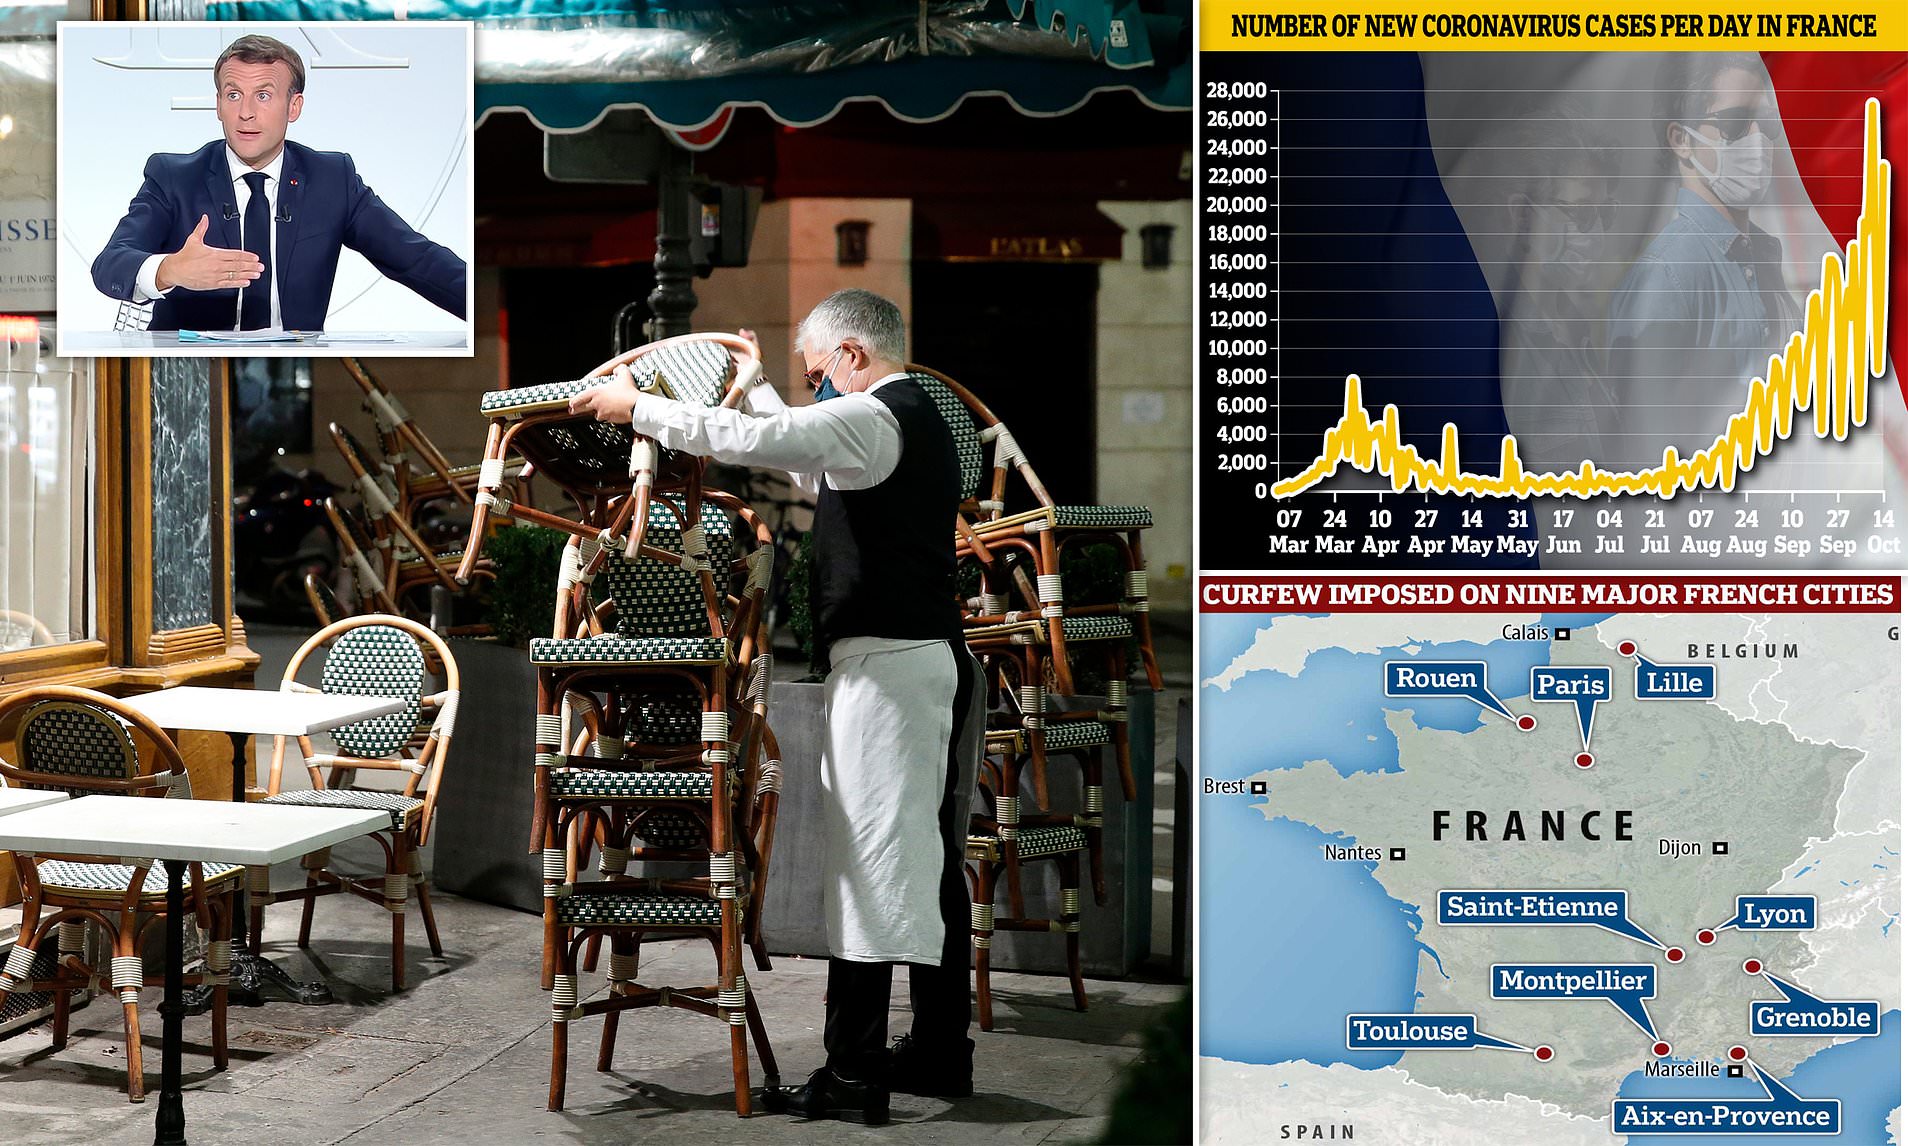 ISSE
1ER JUIN 1970
L'ATLAS
NUMBER OF NEW CORONAVIRUS CASES PER DAY IN FRANCE
28,000
26,000
24,000
22,000
20,000
18,000
16,000
14,000
12,000
10,000
8,000
6,000
4,000
2,000
0
07 24 10 27 14 31 17 04 21 07 24 10 27 14
Mar Mar Apr Apr May May Jun Jul Jul Aug Aug Sep Sep Oct
CURFEW IMPOSED ON NINE MAJOR FRENCH CITIES
Calais
G
BELGIUM
Rouen
Paris
Lille
Brest
FRANCE
Nantes
Dijon
Saint-Etienne
Lyon
Montpellier
Grenoble
Toulouse
Marseille
Aix-en-Provence
SPAIN